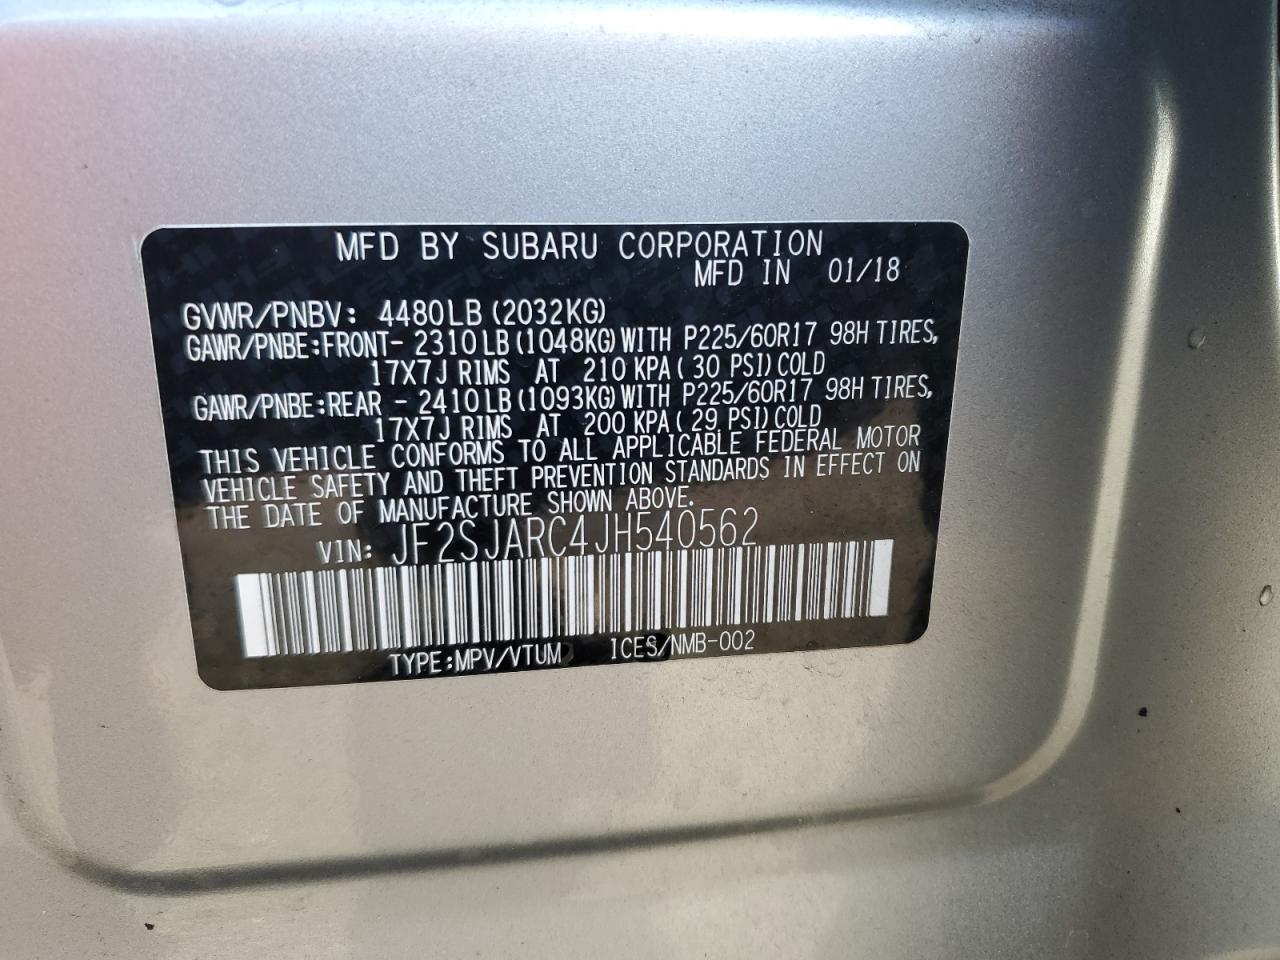 MFD BY SUBARU CORPORATION
MFD IN 01/18
GVWR/PNBV: 4480LB (2032KG)
GAWR/PNBE:FRONT- 2310LB (1048KG) WITH P225/60R17 98H TIRES,
17X7J RIMS AT 210 KPA ( 30 PSI) COLD
GAWR/PNBE:REAR - 2410LB (1093KG) WITH P225/60R17 98H TIRES,
17X7J RIMS AT 200 KPA ( 29 PSI) COLD
THIS VEHICLE CONFORMS TO ALL APPLICABLE FEDERAL MOTOR
VEHICLE SAFETY AND THEFT PREVENTION STANDARDS IN EFFECT ON
THE DATE OF MANUFACTURE SHOWN ABOVE.
VIN: JF2SJARC4JH540562
TYPE:MPV/VTUM ICES/NMB-002